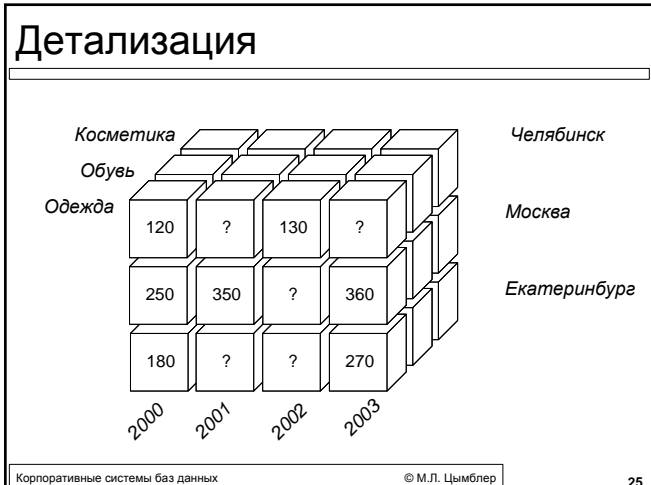 Детализация
Косметика
Челябинск
Обувь
Одежда
Москва
120 ? 130 ?
250 350 ? 360
Екатеринбург
180 ? ? 270
2000 2001 2002 2003
Корпоративные системы баз данных © М.Л. Цымблер 25